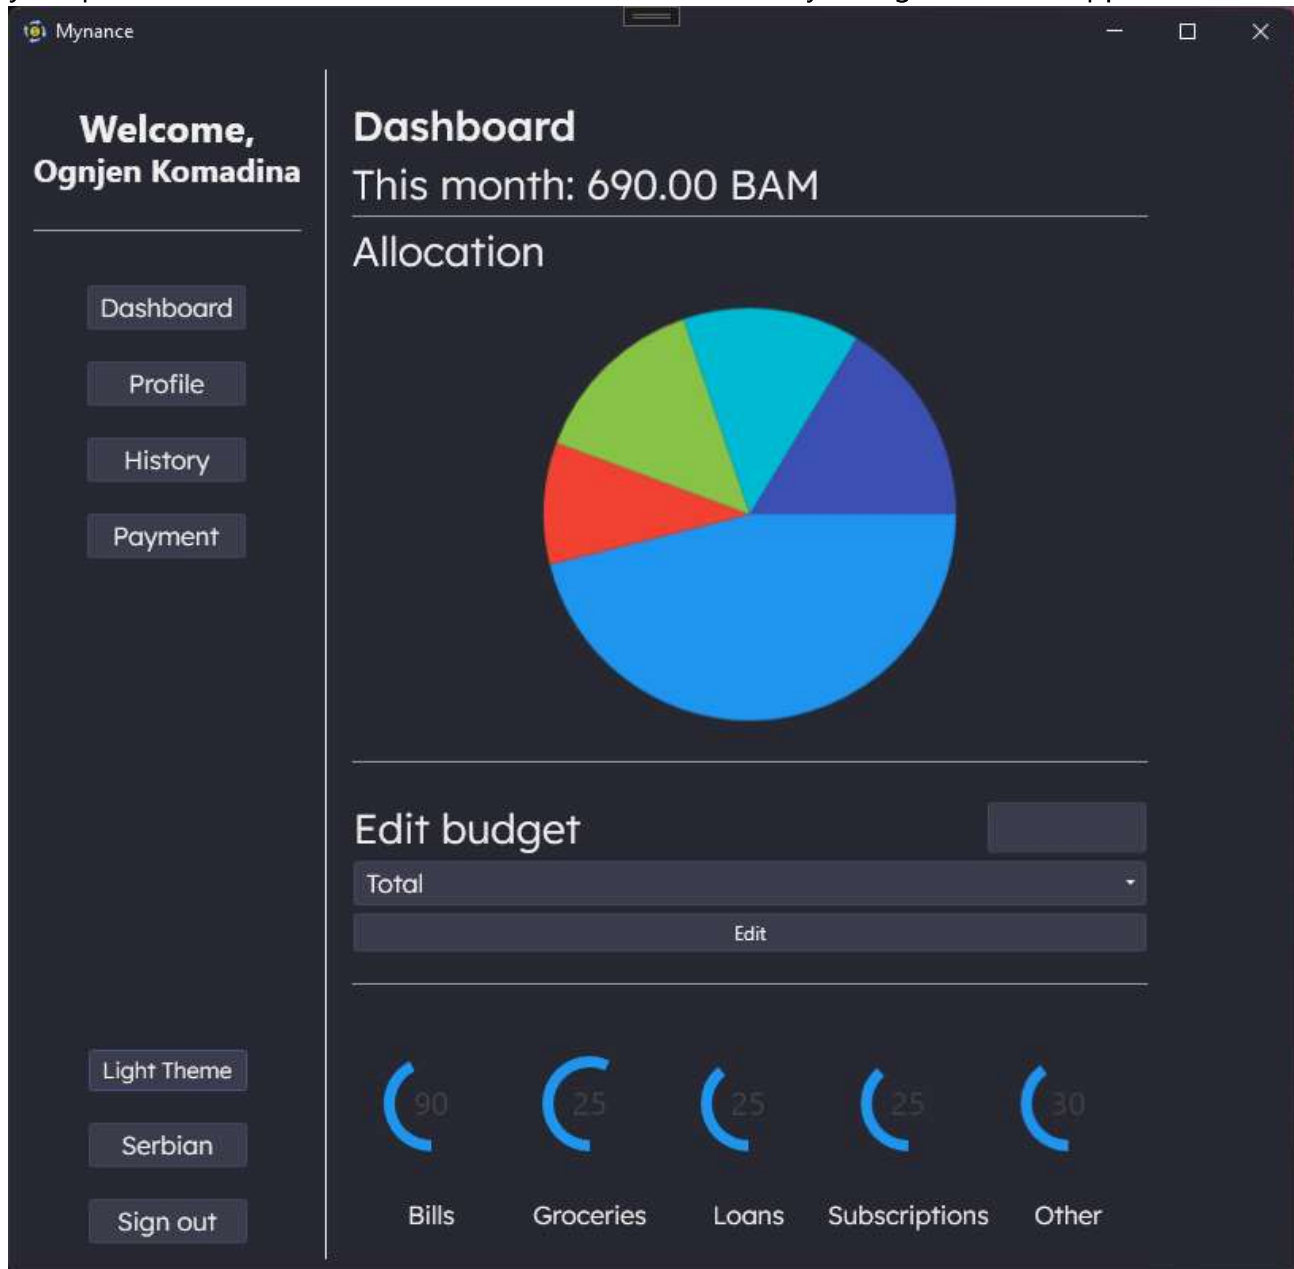 Mynance
Welcome,
Ognjen Komadina
Dashboard
Profile
History
Payment
Light Theme
Serbian
Sign out
Dashboard
This month: 690.00 BAM
Allocation
Edit budget
Total
Edit
90
25
25
25
30
Bills
Groceries
Loans
Subscriptions
Other